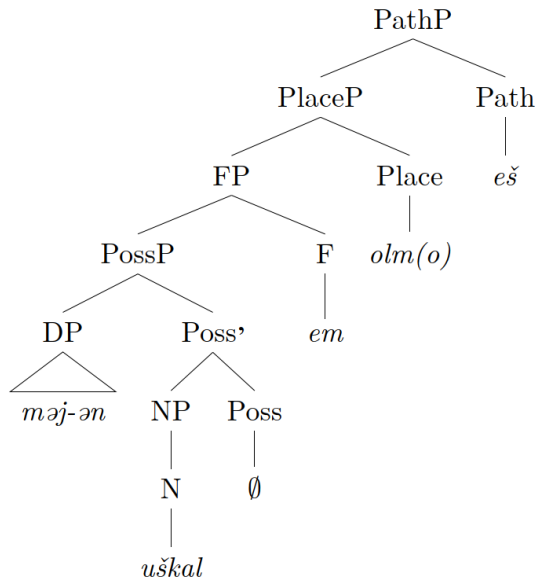 PathP
PlaceP Path
FP Place eš
PossP F olm(o)
DP Poss’ em
məj-ən NP Poss
N ∅
uškal